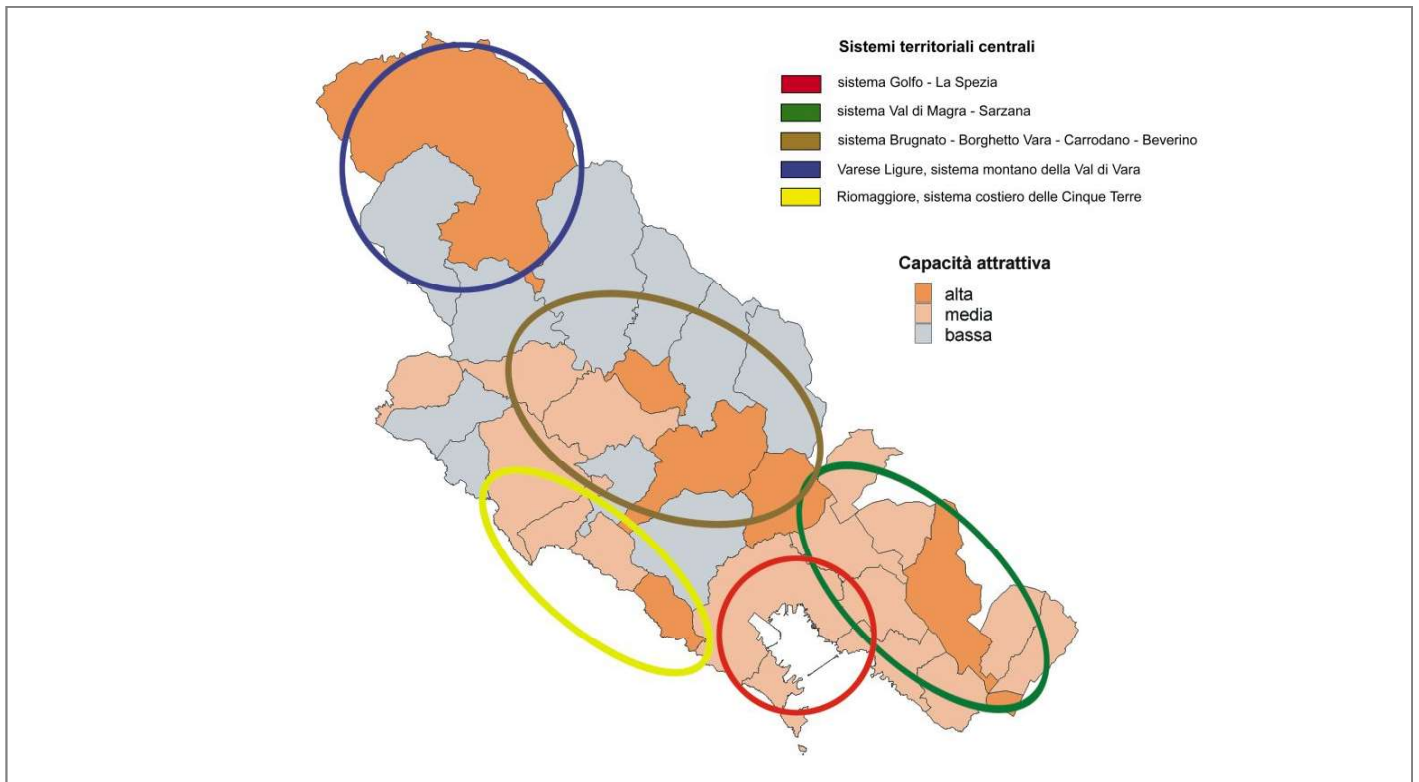 Sistemi territoriali centrali
sistema Golfo - La Spezia
sistema Val di Magra - Sarzana
sistema Brugnato - Borghetto Vara - Carrodano - Beverino
Varese Ligure, sistema montano della Val di Vara
Riomaggiore, sistema costiero delle Cinque Terre
Capacità attrattiva
alta
media
bassa